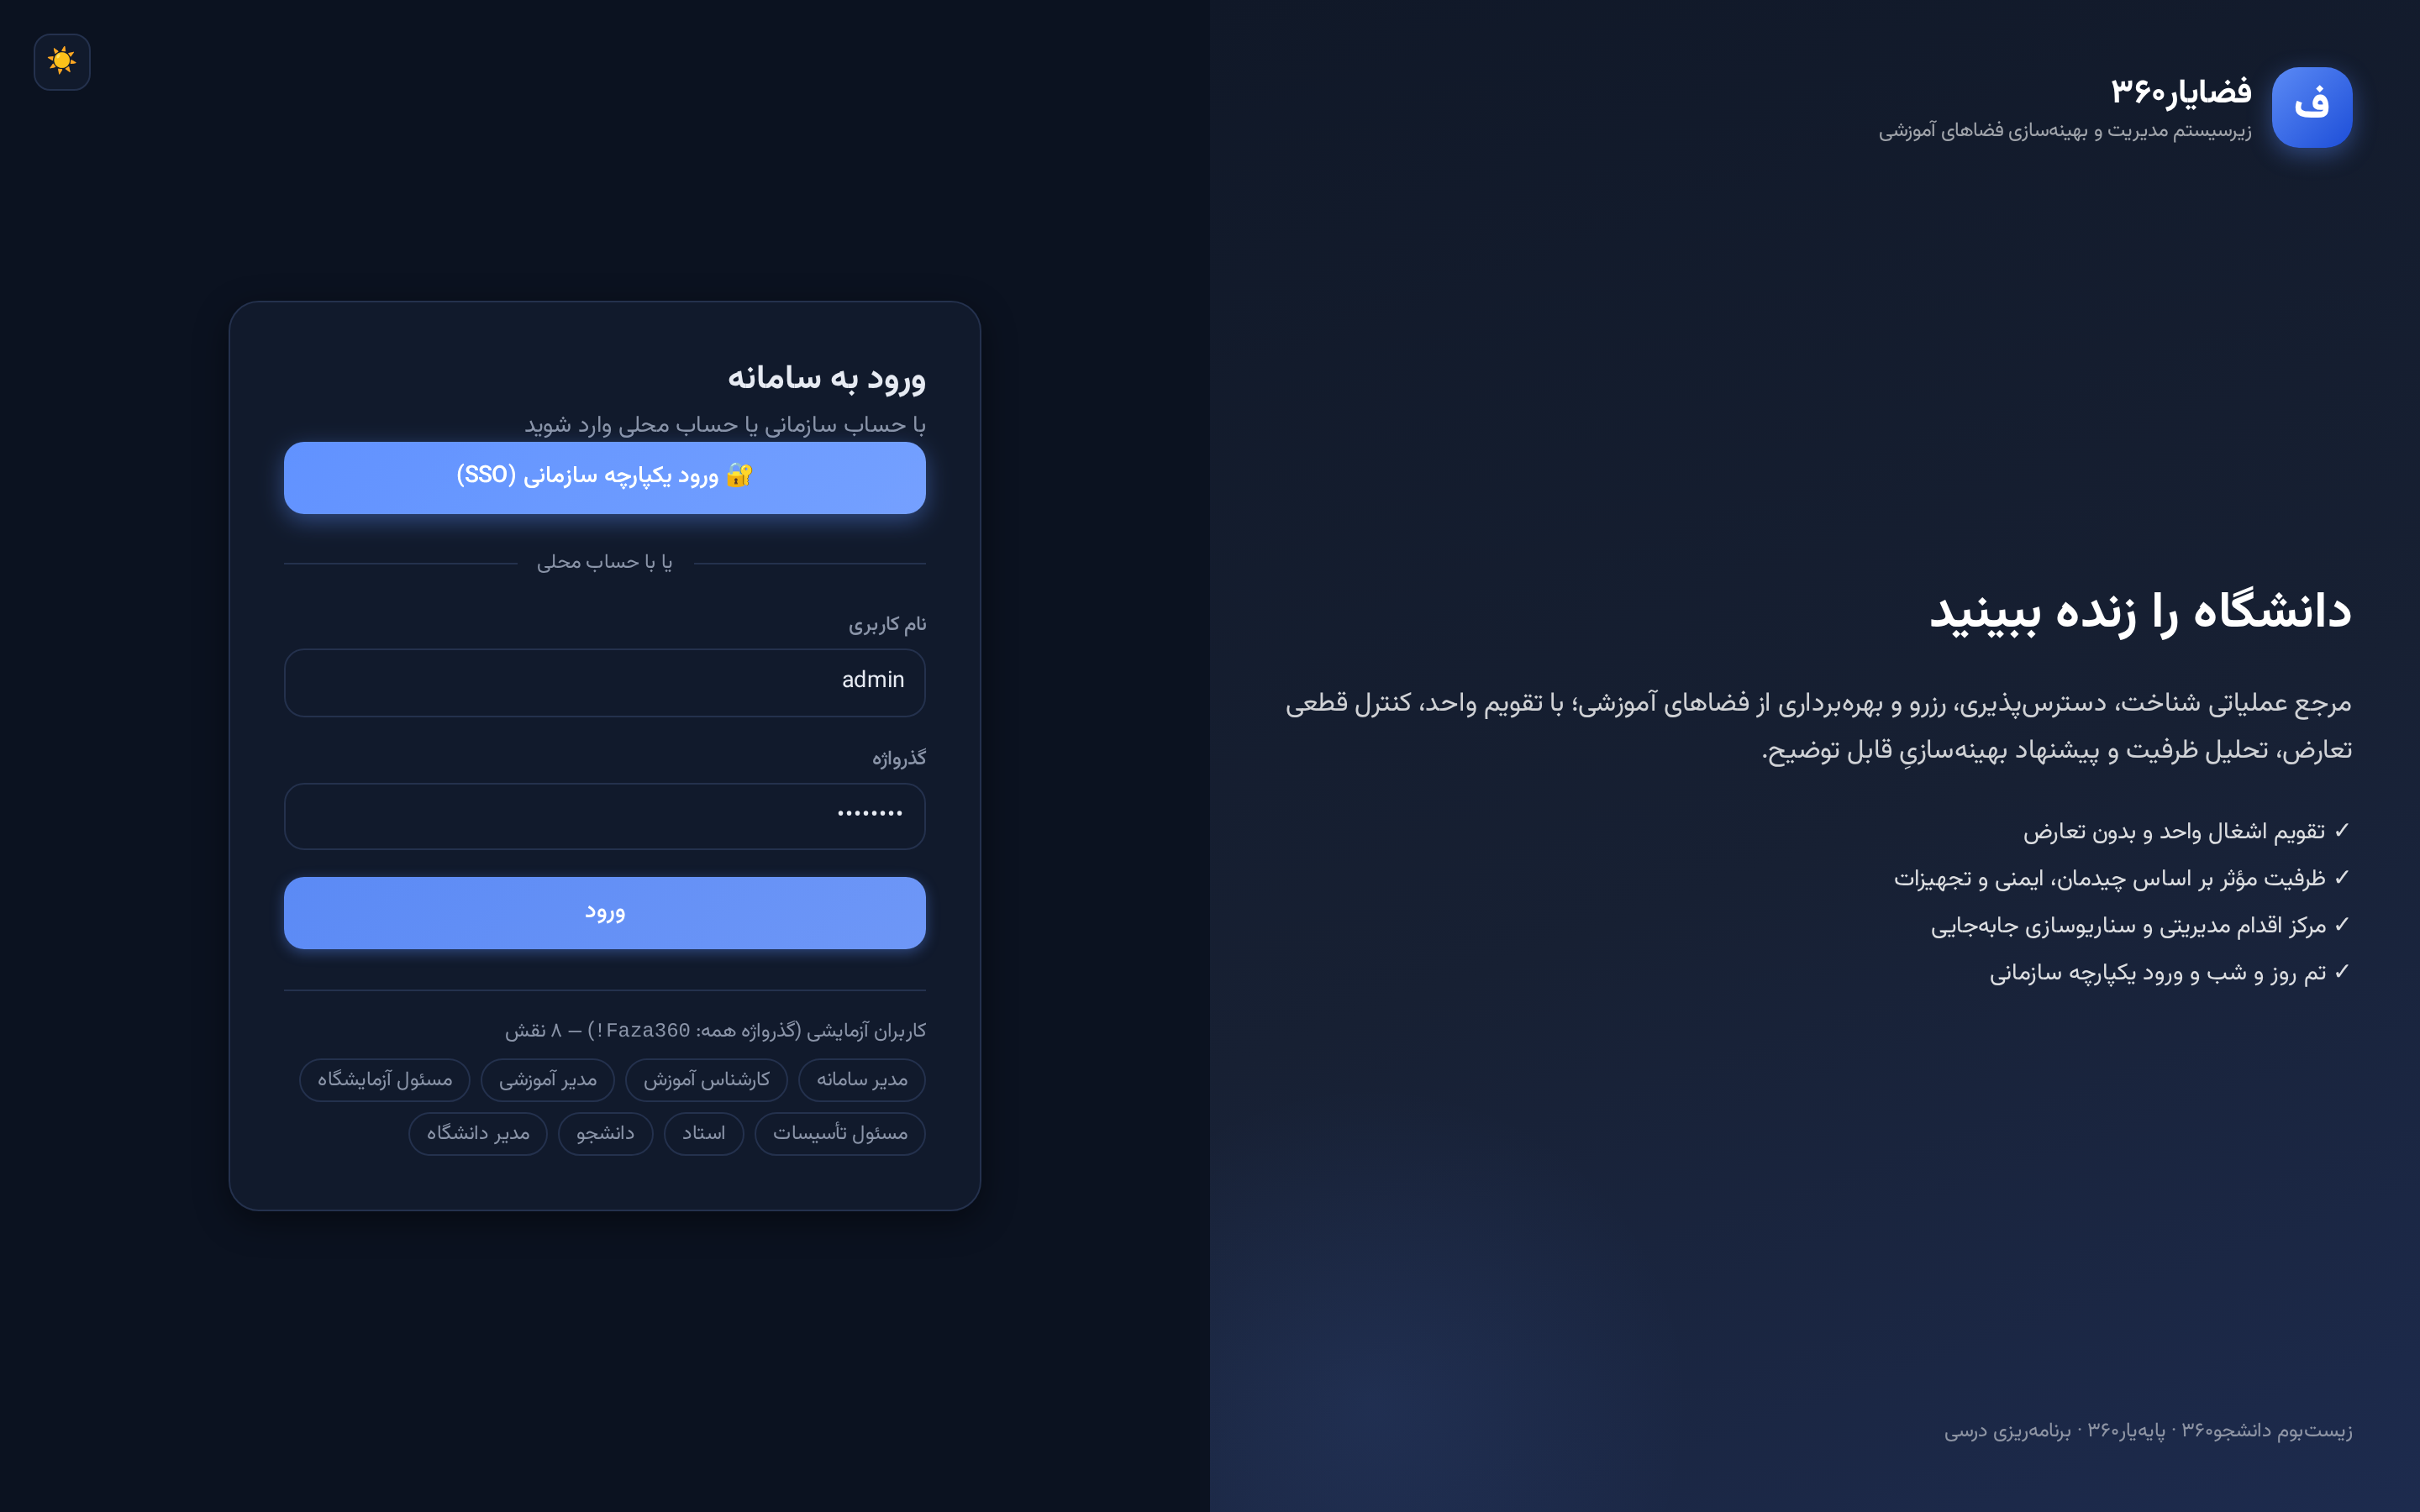 ف
فضایار۳۶۰
زیرسیستم مدیریت و بهینه‌سازی فضاهای آموزشی
دانشگاه را زنده ببینید
مرجع عملیاتی شناخت، دسترس‌پذیری، رزرو و بهره‌برداری از فضاهای آموزشی؛ با تقویم واحد، کنترل قطعی
تعارض، تحلیل ظرفیت و پیشنهاد بهینه‌سازیِ قابل توضیح.
✓ تقویم اشغال واحد و بدون تعارض
✓ ظرفیت مؤثر بر اساس چیدمان، ایمنی و تجهیزات
✓ مرکز اقدام مدیریتی و سناریوسازی جابه‌جایی
✓ تم روز و شب و ورود یکپارچه سازمانی
زیست‌بوم دانشجو۳۶۰ · پایه‌یار۳۶۰ · برنامه‌ریزی درسی
ورود به سامانه
با حساب سازمانی یا حساب محلی وارد شوید
🔐 ورود یکپارچه سازمانی (SSO)
یا با حساب محلی
نام کاربری
admin
گذرواژه
••••••••
ورود
کاربران آزمایشی (گذرواژه همه: Faza360!) — ۸ نقش
مدیر سامانه کارشناس آموزش مدیر آموزشی مسئول آزمایشگاه
مسئول تأسیسات استاد دانشجو مدیر دانشگاه